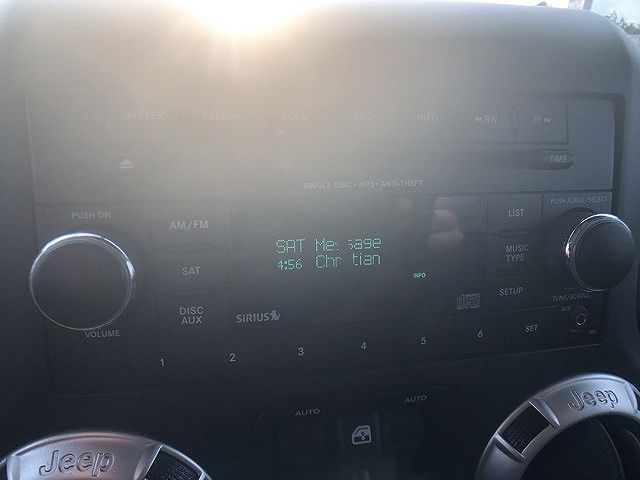 ⏮SEEK SEEK⏭ SCAN RND INFO ◀◀ RW FF ▶▶
TIME
SINGLE DISC • MP3 • ANTI-THEFT
PUSH ON
AM/FM
LIST
PUSH AUDIO/SELECT
SAT
SAT Message
4:56 Christian
INFO
MUSIC
TYPE
DISC
AUX
SIRIUS
SETUP
TUNE/SCROLL
AUX
VOLUME
1 2 3 4 5 6 SET
AUTO AUTO
Jeep Jeep